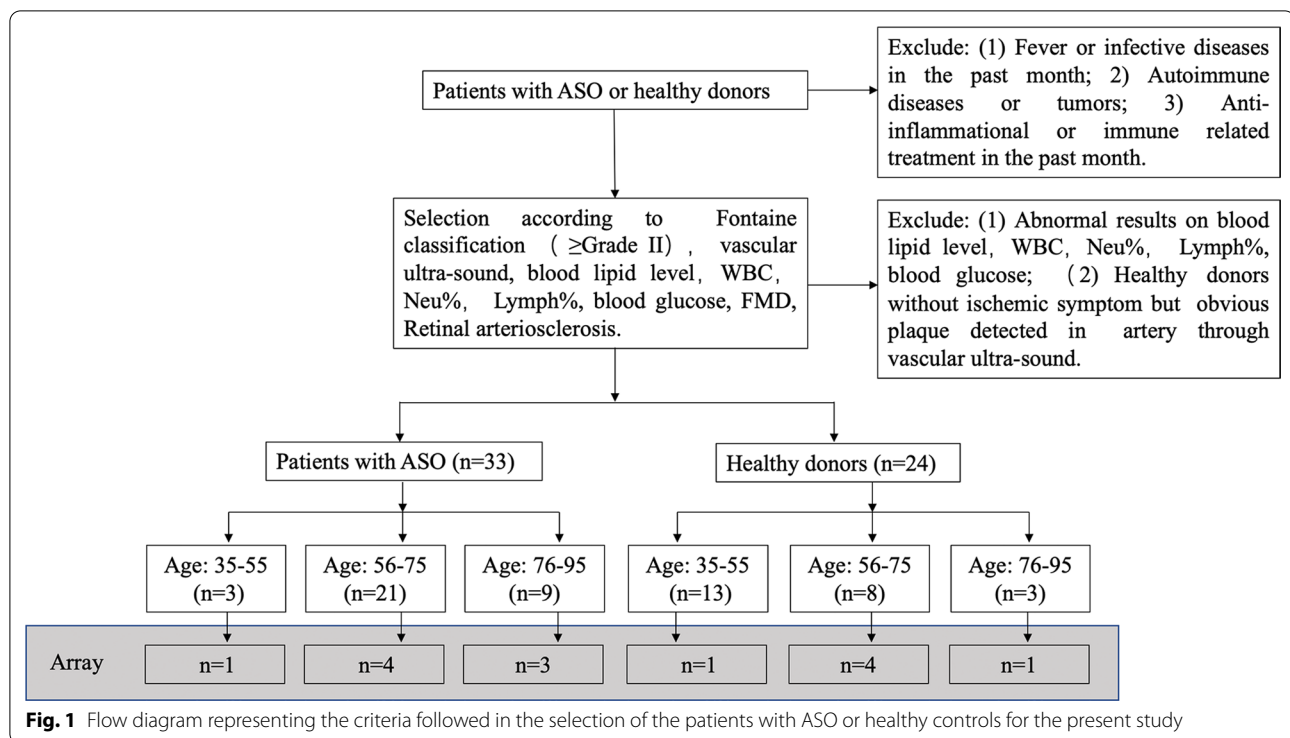 Patients with ASO or healthy donors
Exclude: (1) Fever or infective diseases
in the past month; 2) Autoimmune
diseases or tumors; 3) Anti-
inflammational or immune related
treatment in the past month.
Selection according to Fontaine
classification ( ≥Grade II) , vascular
ultra-sound, blood lipid level, WBC,
Neu%, Lymph%, blood glucose, FMD,
Retinal arteriosclerosis.
Exclude: (1) Abnormal results on blood
lipid level, WBC, Neu%, Lymph%,
blood glucose; (2) Healthy donors
without ischemic symptom but obvious
plaque detected in artery through
vascular ultra-sound.
Patients with ASO (n=33)
Healthy donors (n=24)
Age: 35-55
(n=3)
Age: 56-75
(n=21)
Age: 76-95
(n=9)
Age: 35-55
(n=13)
Age: 56-75
(n=8)
Age: 76-95
(n=3)
Array
n=1
n=4
n=3
n=1
n=4
n=1
Fig. 1 Flow diagram representing the criteria followed in the selection of the patients with ASO or healthy controls for the present study